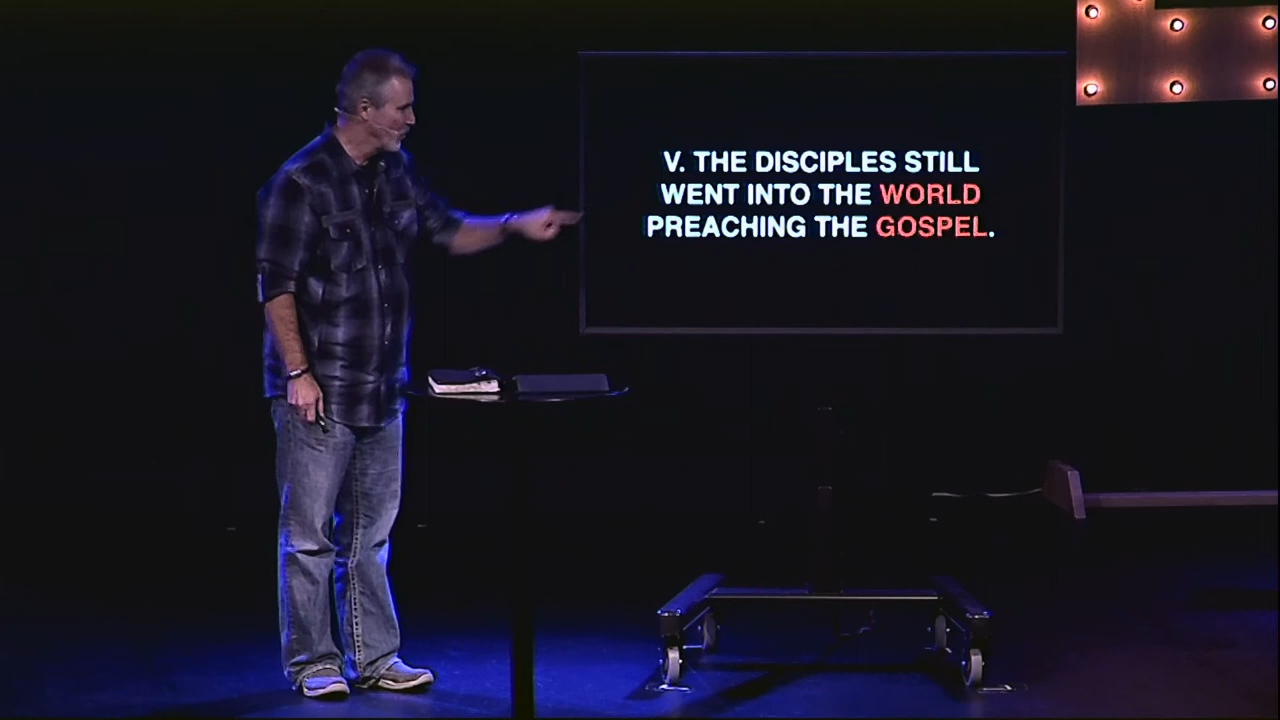 V. THE DISCIPLES STILL
WENT INTO THE WORLD
PREACHING THE GOSPEL.